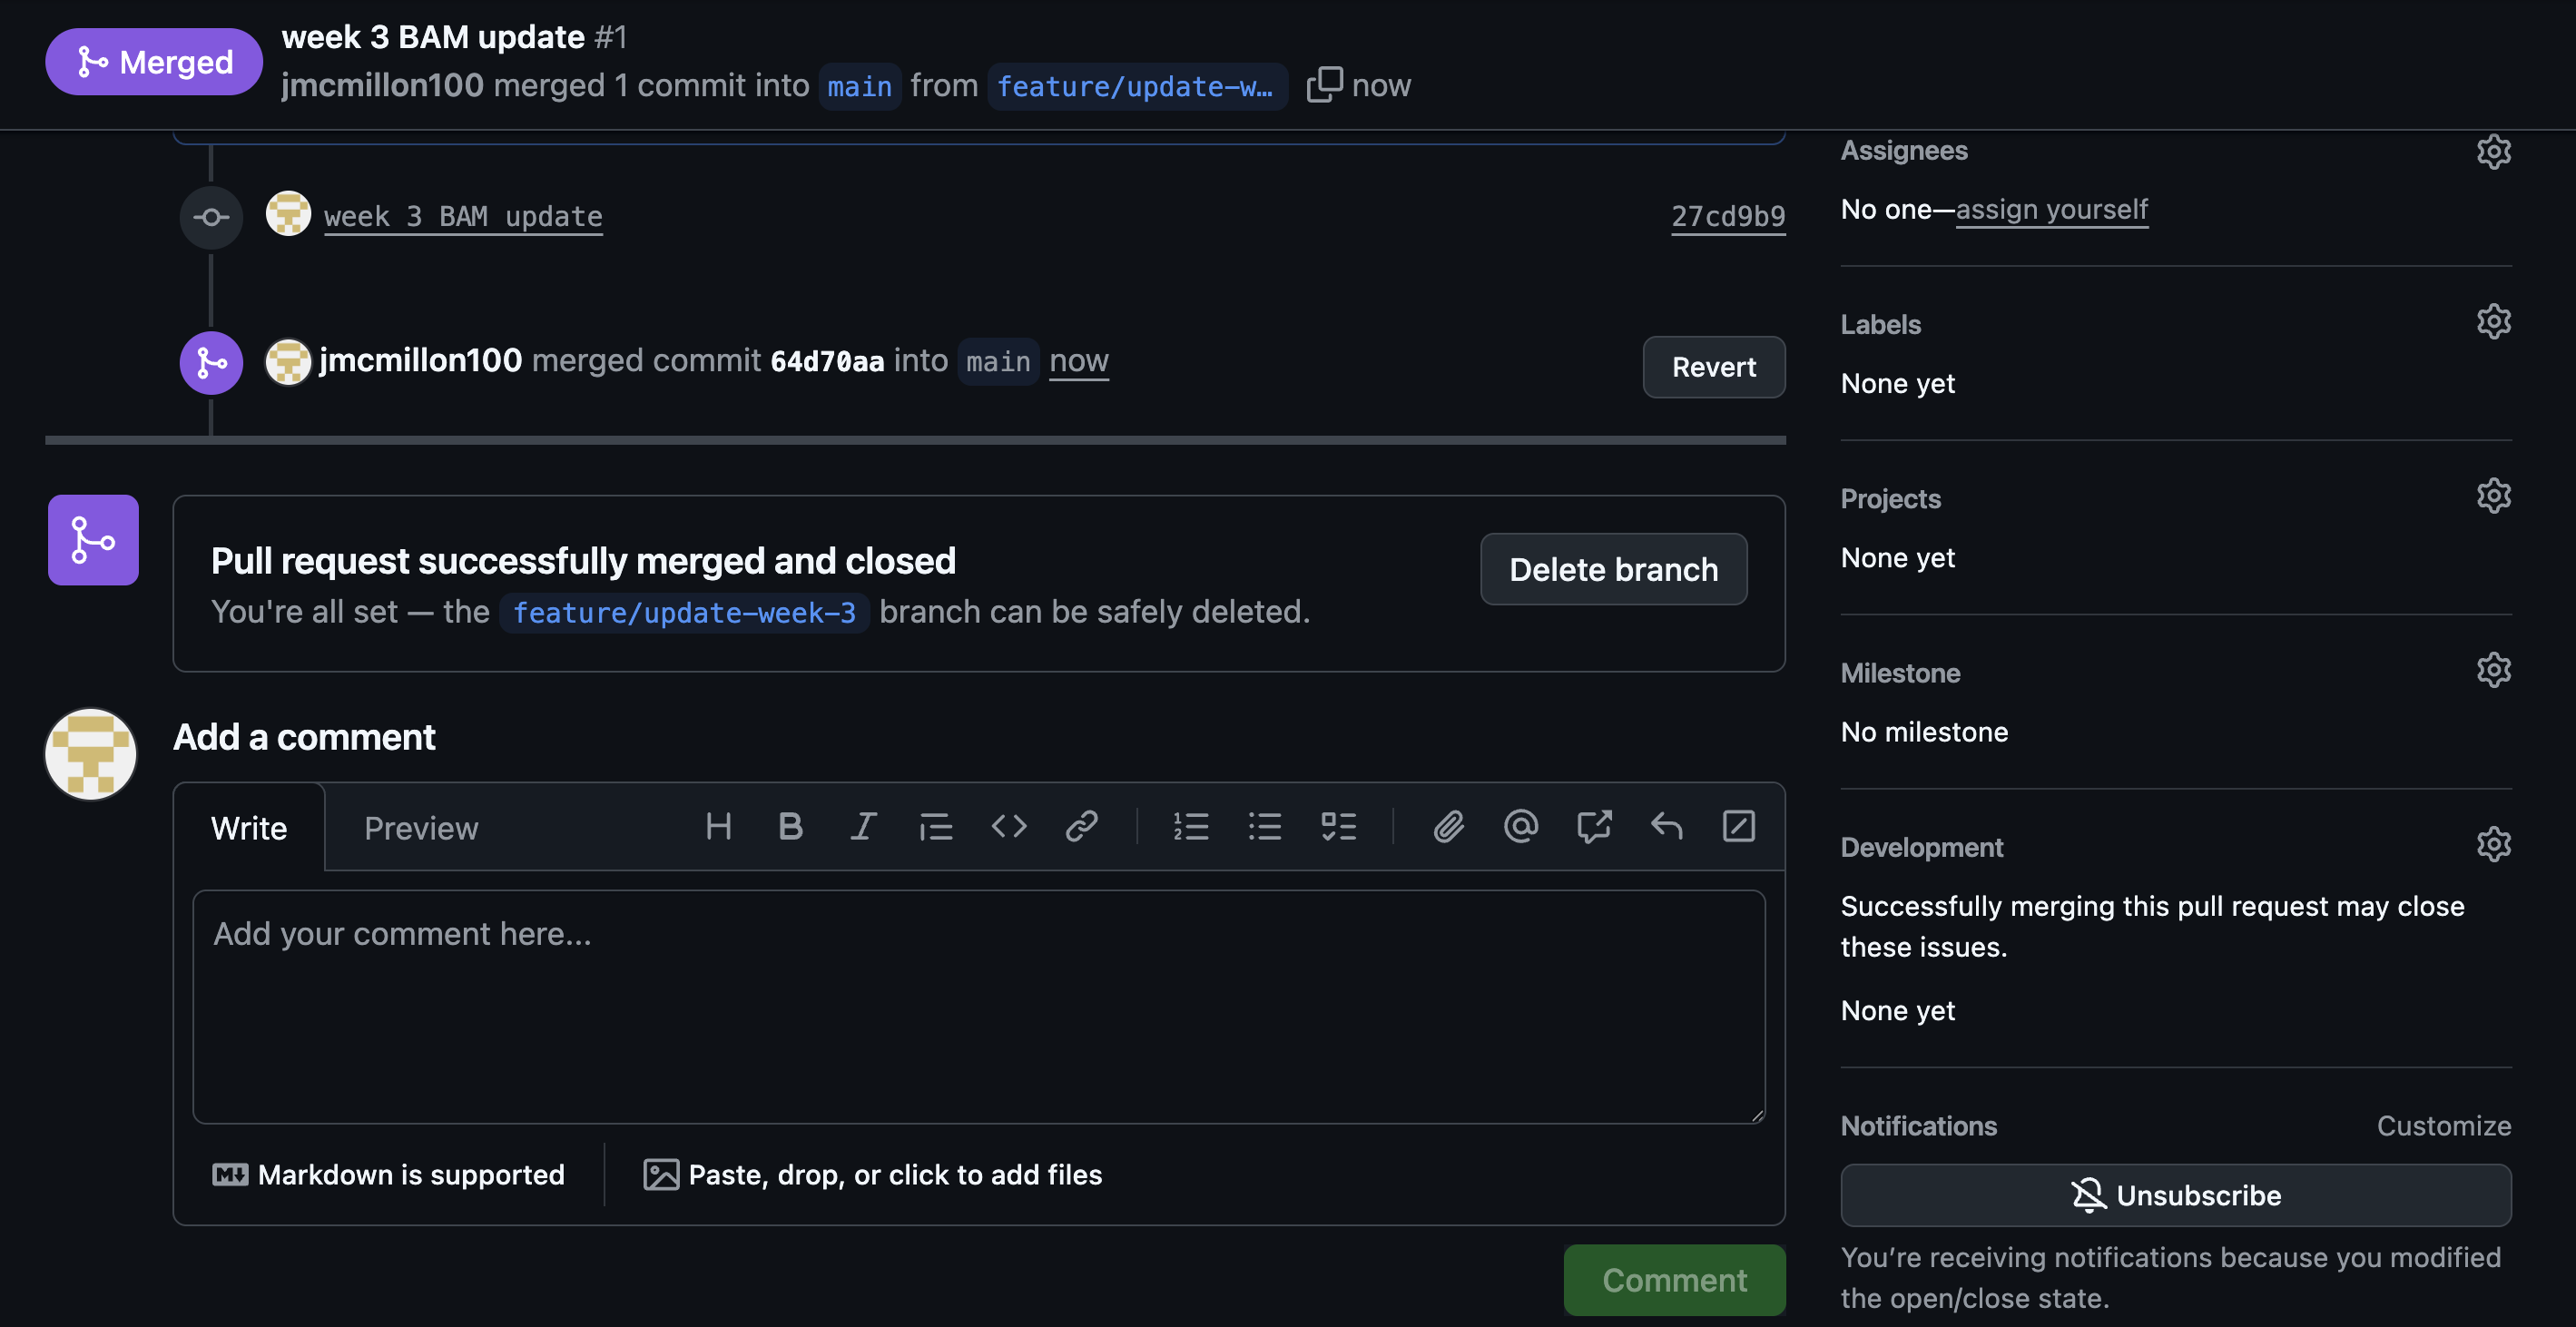 Merged
week 3 BAM update #1
jmcmillon100 merged 1 commit into main from feature/update-w… now
week 3 BAM update 27cd9b9
jmcmillon100 merged commit 64d70aa into main now
Revert
Pull request successfully merged and closed
You're all set — the feature/update-week-3 branch can be safely deleted.
Delete branch
Add a comment
Write Preview
Add your comment here...
Markdown is supported
Paste, drop, or click to add files
Comment
Assignees
No one—assign yourself
Labels
None yet
Projects
None yet
Milestone
No milestone
Development
Successfully merging this pull request may close
these issues.
None yet
Notifications Customize
Unsubscribe
You’re receiving notifications because you modified
the open/close state.